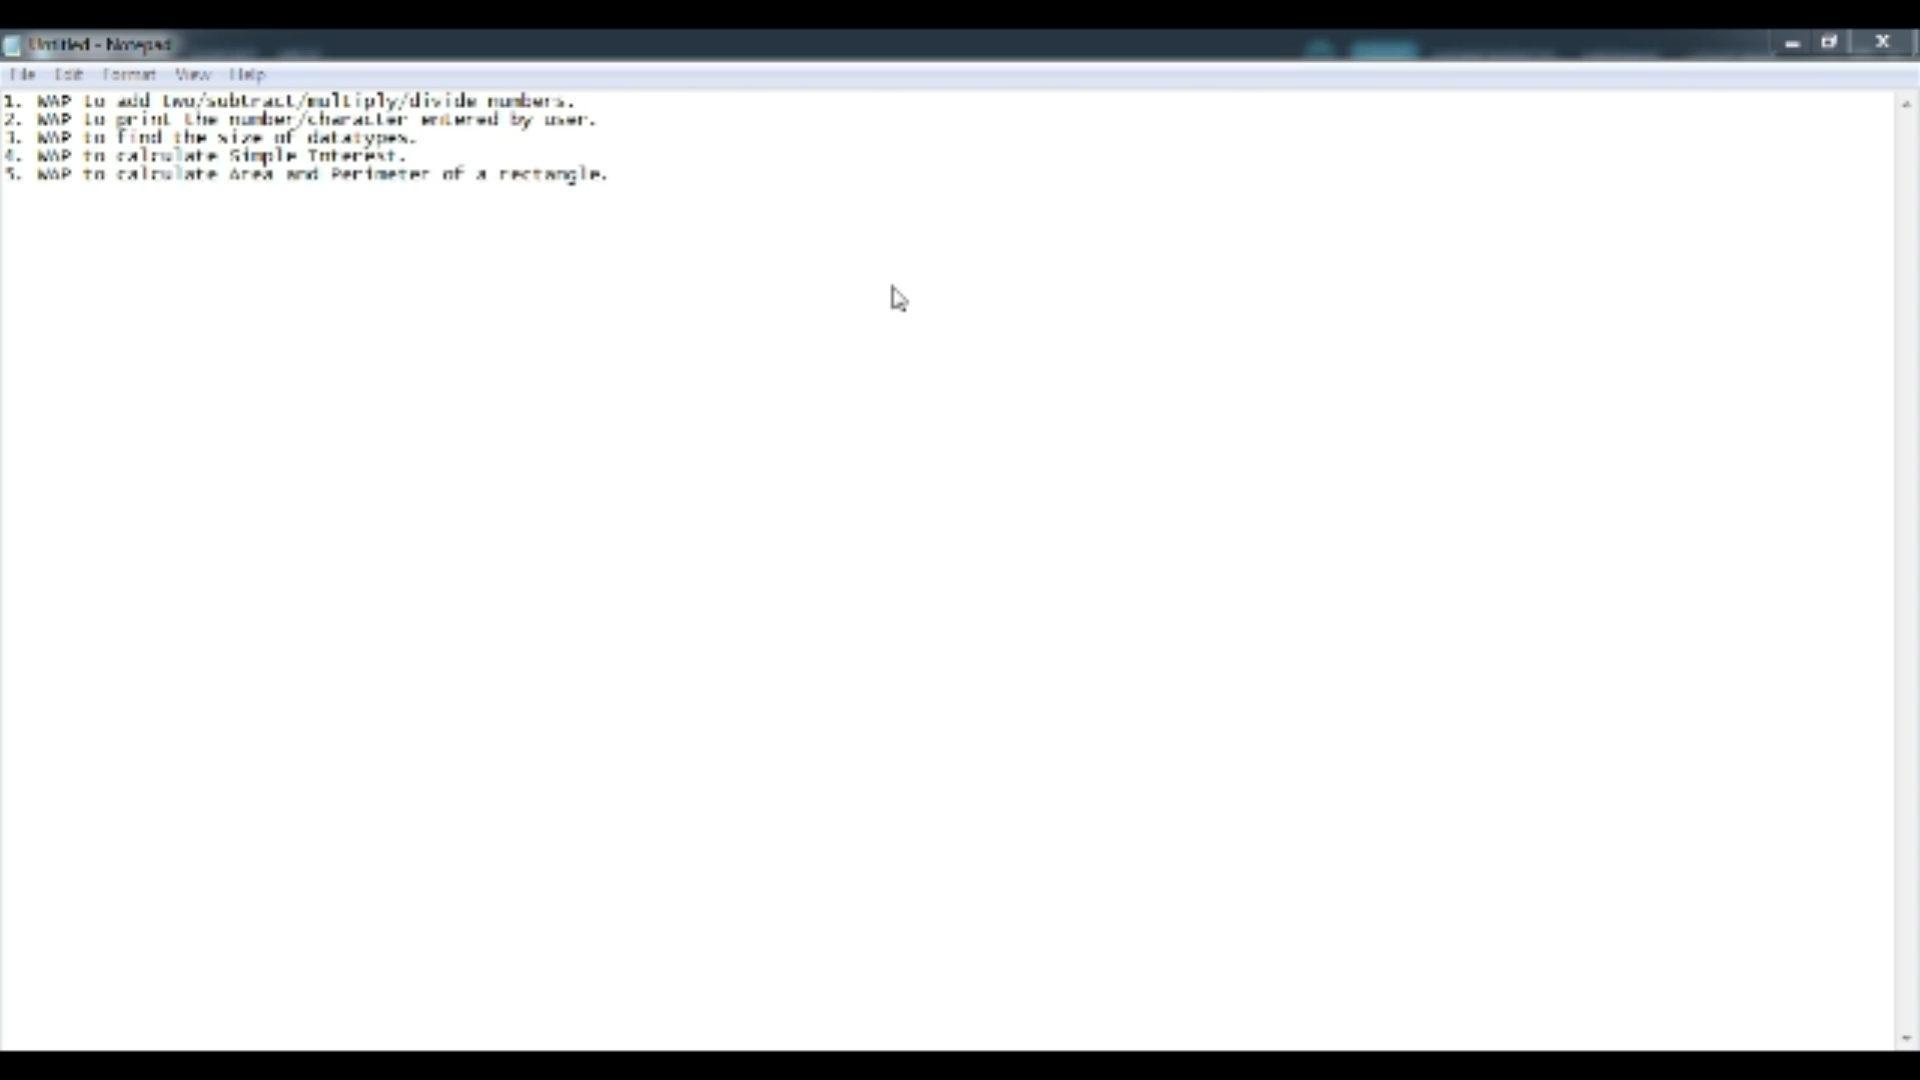 Untitled - Notepad
File Edit Format View Help
1. WAP to add two/subtract/multiply/divide numbers.
2. WAP to print the number/character entered by user.
3. WAP to find the size of datatypes.
4. WAP to calculate Simple Interest.
5. WAP to calculate Area and Perimeter of a rectangle.